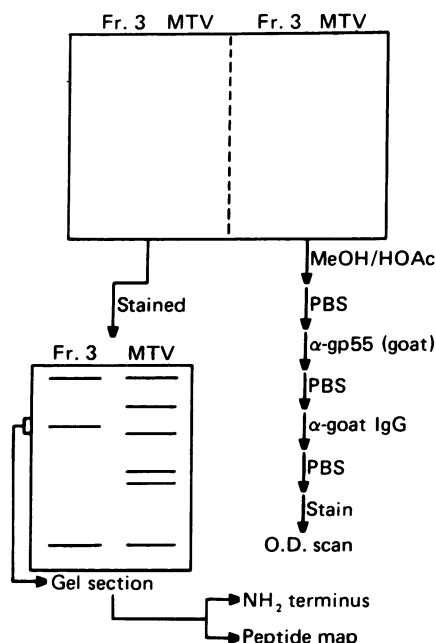 Fr. 3 MTV Fr. 3 MTV
MeOH/HOAc
PBS
α-gp55 (goat)
PBS
α-goat IgG
PBS
Stain
O.D. scan
Stained
Fr. 3 MTV
Gel section
NH₂ terminus
Peptide map